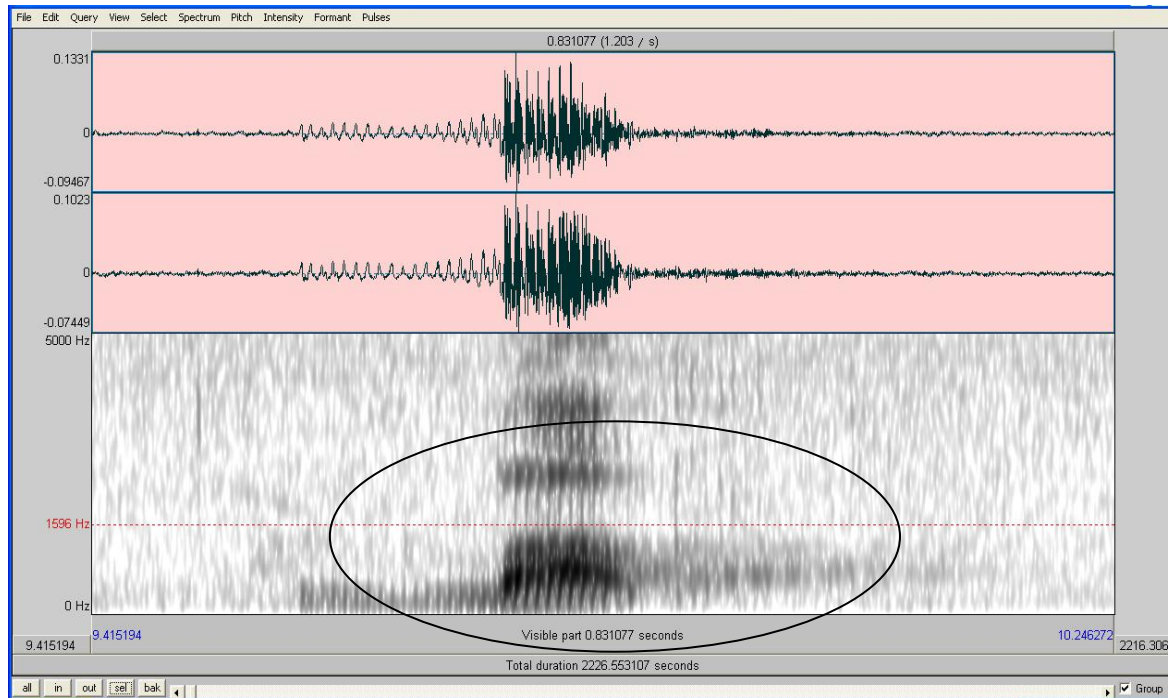 File Edit Query View Select Spectrum Pitch Intensity Formant Pulses
0.831077 (1.203 / s)
0.1331
0
-0.09467
0.1023
0
-0.07449
5000 Hz
1596 Hz
0 Hz
9.415194 Visible part 0.831077 seconds 10.246272
9.415194 2216.306
Total duration 2226.553107 seconds
all in out sel bak Group